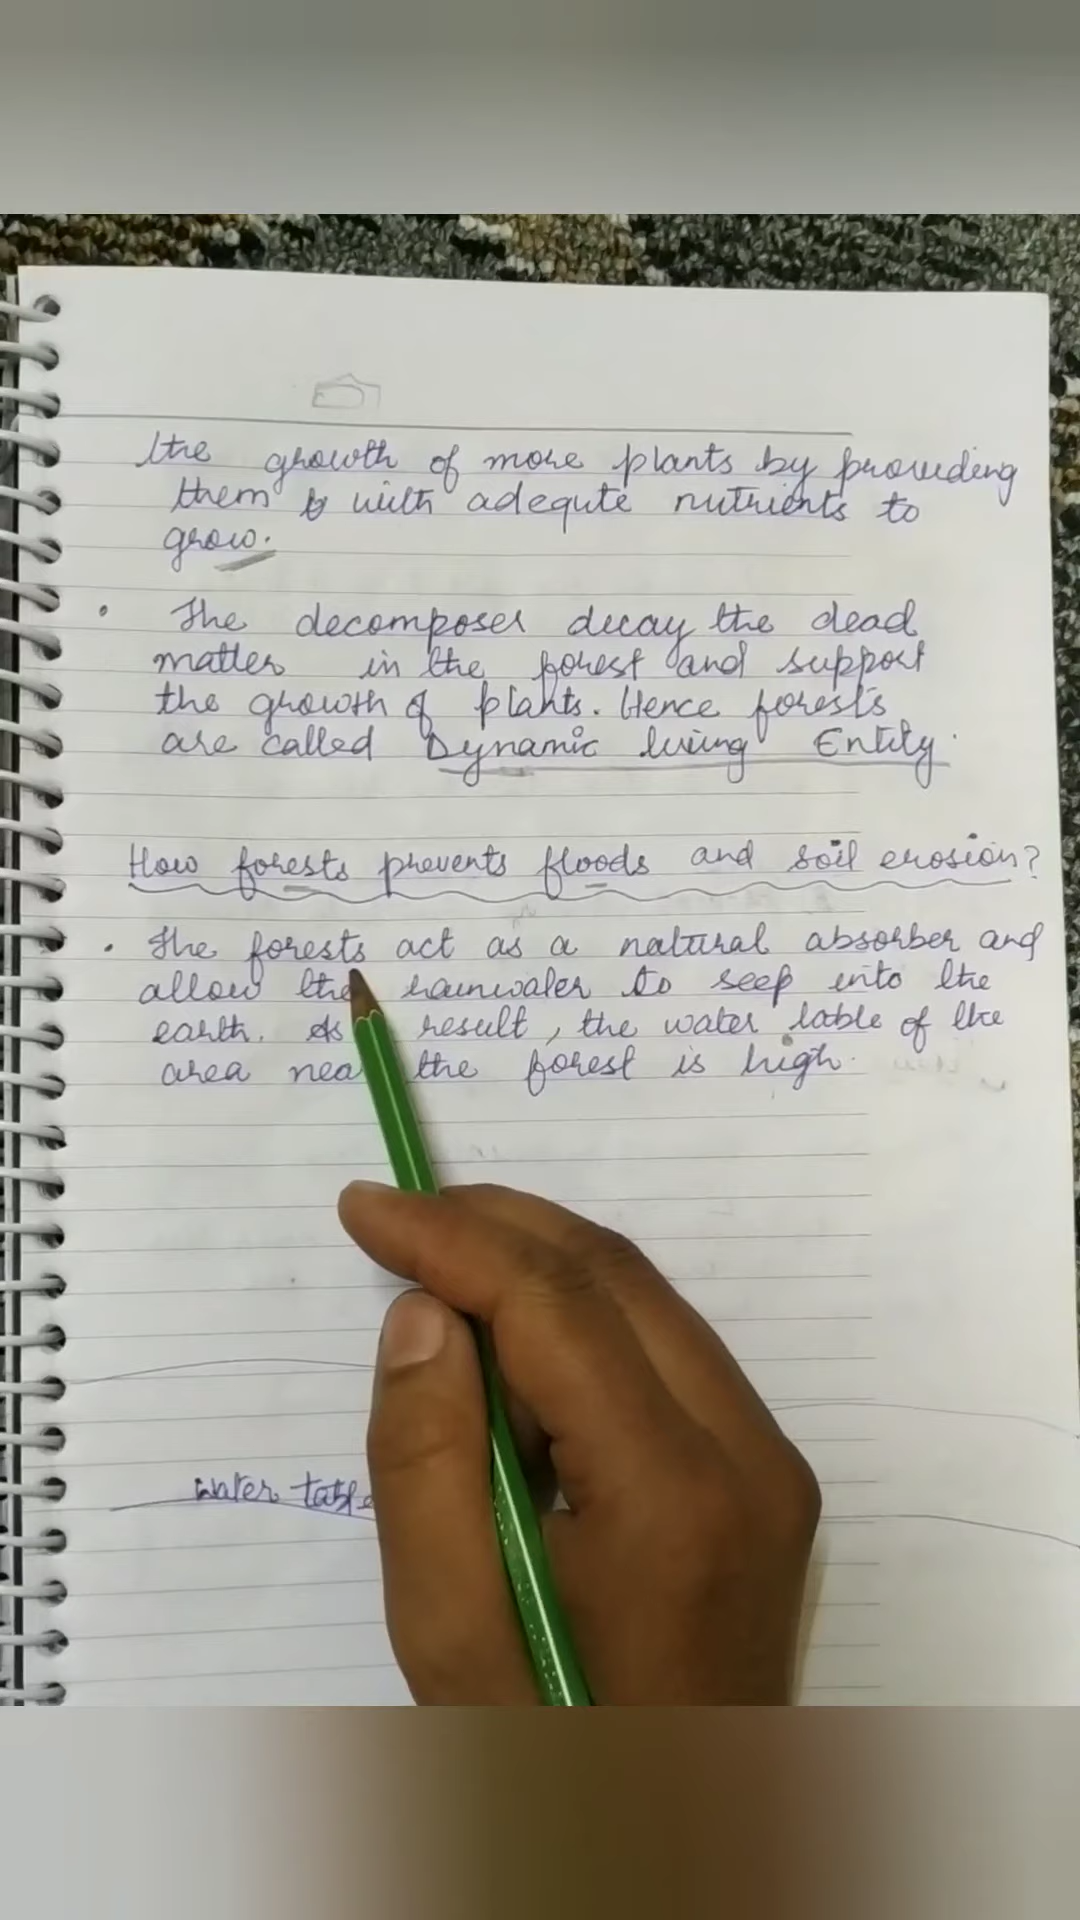 the growth of more plants by providing
them with adequte nutrients to
grow.
• The decomposer decay the dead
matter in the forest and support
the growth of plants. Hence forests
are called Dynamic living Entity.
How forests prevents floods and soil erosion?
• The forests act as a natural absorber and
allow the rainwater to seep into the
earth. As result, the water table of the
area near the forest is high.
water table